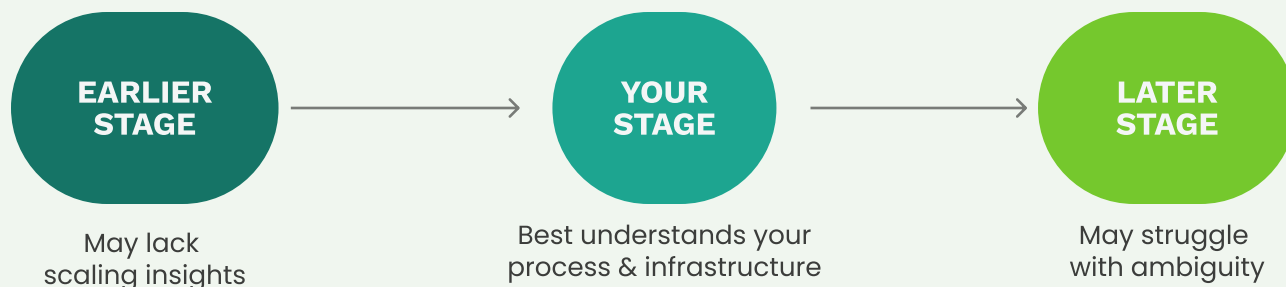 EARLIER
STAGE
May lack
scaling insights
YOUR
STAGE
Best understands your
process & infrastructure
LATER
STAGE
May struggle
with ambiguity